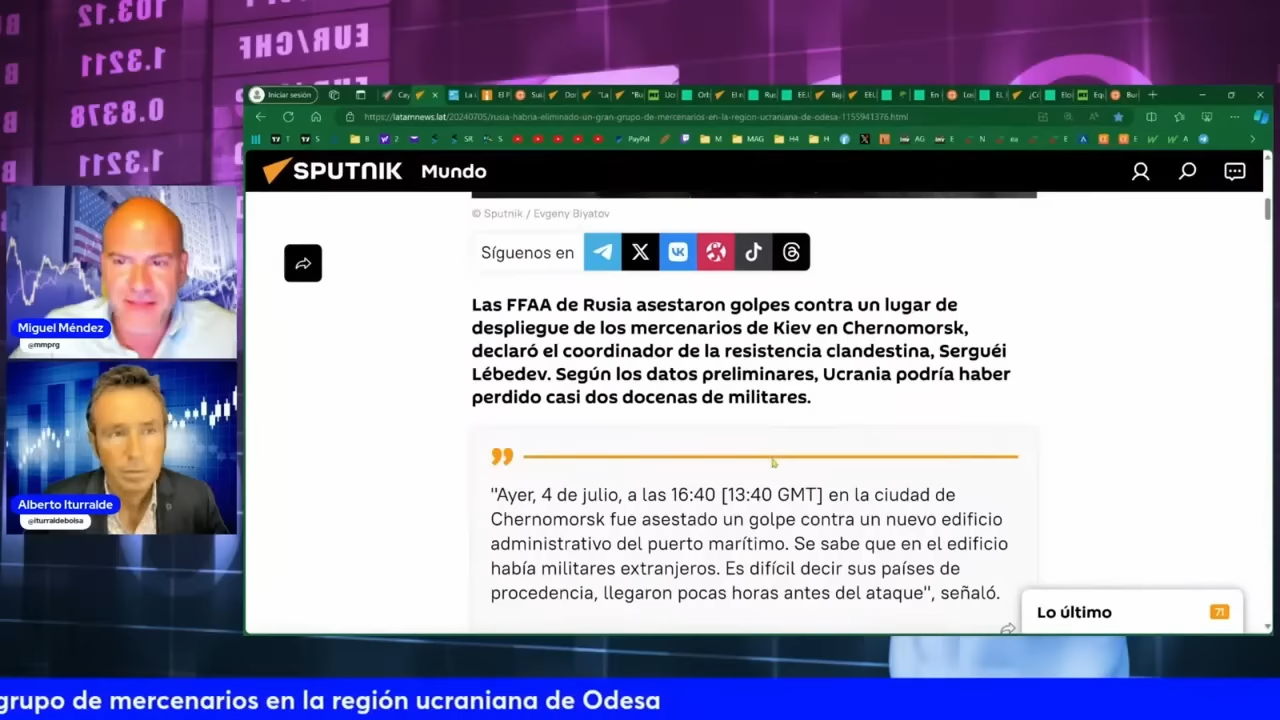 103.12
1.3211
EUR/CHF
0.8378
1.3211
Iniciar sesión
https://latamnews.lat/20240705/rusia-habria-eliminado-un-gran-grupo-de-mercenarios-en-la-region-ucraniana-de-odesa-1155941376.html
PayPal
MAG
H4
SPUTNIK Mundo
© Sputnik / Evgeny Biyatov
Síguenos en
Las FFAA de Rusia asestaron golpes contra un lugar de
despliegue de los mercenarios de Kiev en Chernomorsk,
declaró el coordinador de la resistencia clandestina, Serguéi
Lébedev. Según los datos preliminares, Ucrania podría haber
perdido casi dos docenas de militares.
"Ayer, 4 de julio, a las 16:40 [13:40 GMT] en la ciudad de
Chernomorsk fue asestado un golpe contra un nuevo edificio
administrativo del puerto marítimo. Se sabe que en el edificio
había militares extranjeros. Es difícil decir sus países de
procedencia, llegaron pocas horas antes del ataque", señaló.
Lo último 71
Miguel Méndez
@mmprg
Alberto Iturralde
@iturraldebolsa
grupo de mercenarios en la región ucraniana de Odesa